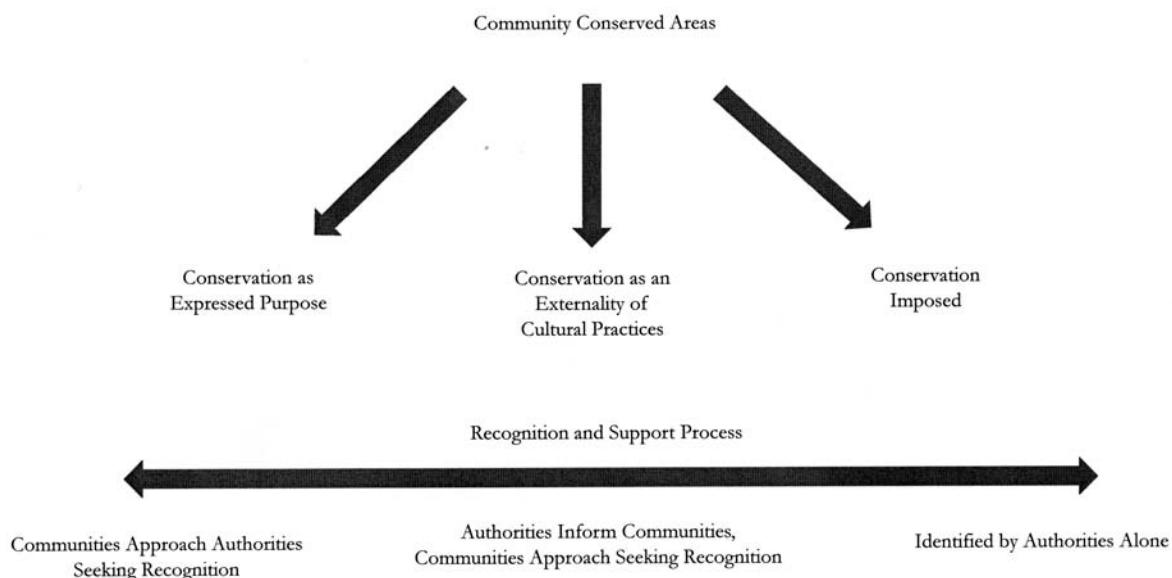 Community Conserved Areas
Conservation as
Expressed Purpose
Conservation as an
Externality of
Cultural Practices
Conservation
Imposed
Recognition and Support Process
Communities Approach Authorities
Seeking Recognition
Authorities Inform Communities,
Communities Approach Seeking Recognition
Identified by Authorities Alone